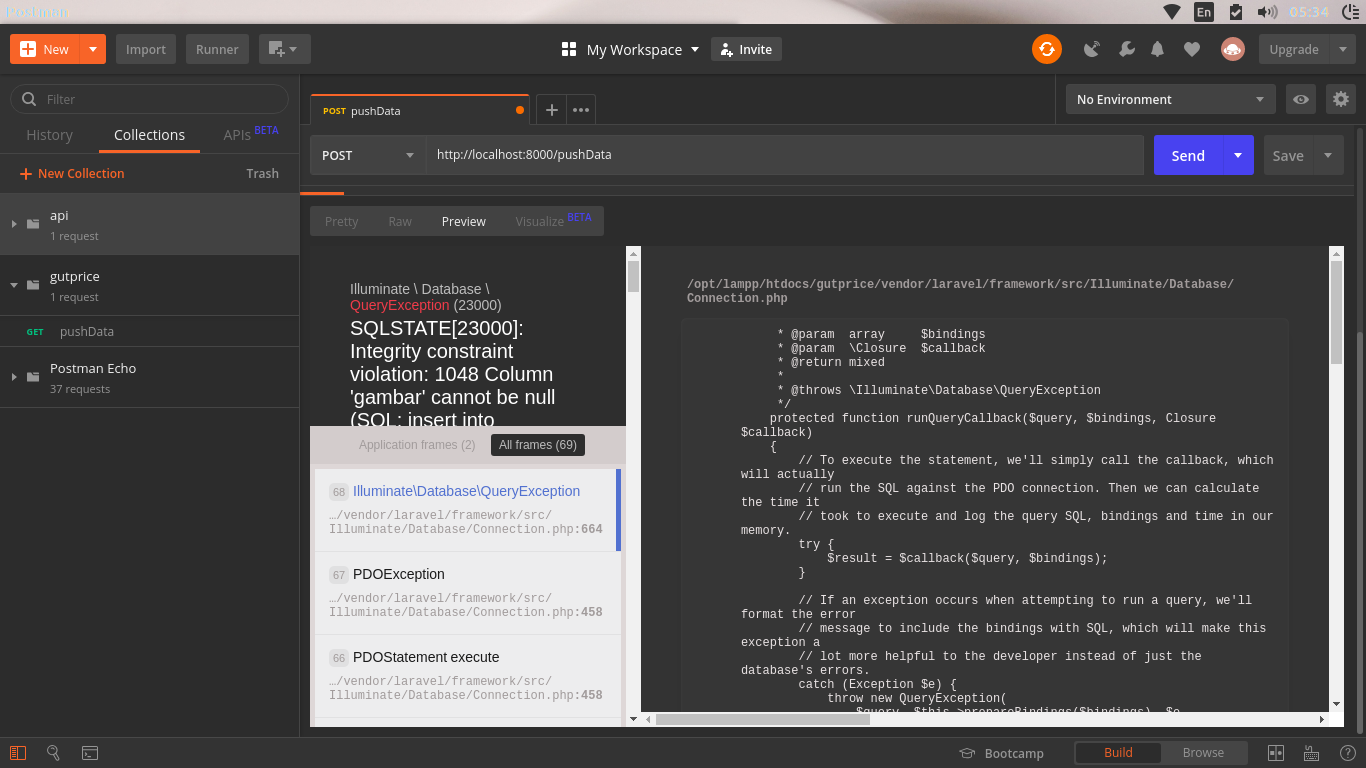 Postman
En
05:34
New
Import
Runner
My Workspace
Invite
Upgrade
Filter
History
Collections
APIs BETA
New Collection
Trash
api
1 request
gutprice
1 request
GET pushData
Postman Echo
37 requests
POST pushData
No Environment
POST
http://localhost:8000/pushData
Send
Save
Pretty
Raw
Preview
Visualize BETA
Illuminate \ Database \
QueryException (23000)
SQLSTATE[23000]:
Integrity constraint
violation: 1048 Column
'gambar' cannot be null
(SQL: insert into
Application frames (2)
All frames (69)
68 Illuminate\Database\QueryException
…/vendor/laravel/framework/src/
Illuminate/Database/Connection.php:664
67 PDOException
…/vendor/laravel/framework/src/
Illuminate/Database/Connection.php:458
66 PDOStatement execute
…/vendor/laravel/framework/src/
Illuminate/Database/Connection.php:458
/opt/lampp/htdocs/gutprice/vendor/laravel/framework/src/Illuminate/Database/
Connection.php
* @param  array     $bindings
* @param  \Closure  $callback
* @return mixed
*
* @throws \Illuminate\Database\QueryException
*/
protected function runQueryCallback($query, $bindings, Closure
$callback)
{
// To execute the statement, we'll simply call the callback, which
will actually
// run the SQL against the PDO connection. Then we can calculate
the time it
// took to execute and log the query SQL, bindings and time in our
memory.
try {
$result = $callback($query, $bindings);
}
// If an exception occurs when attempting to run a query, we'll
format the error
// message to include the bindings with SQL, which will make this
exception a
// lot more helpful to the developer instead of just the
database's errors.
catch (Exception $e) {
throw new QueryException(
$query, $this->prepareBindings($bindings), $e
Bootcamp
Build
Browse